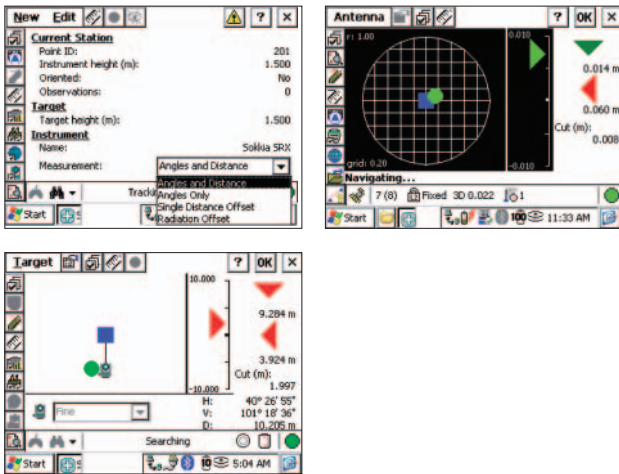 New Edit ? ×
Current Station
Point ID: 201
Instrument height (m): 1.500
Oriented: No
Observations: 0
Target
Target height (m): 1.500
Instrument
Name: Sokkia SRX
Measurement: Angles and Distance
Angles and Distance
Angles Only
Single Distance Offset
Radiation Offset
Start
Antenna ? OK ×
r: 1.00 0.010
0.014 m
0.060 m
Cut (m):
0.008
grid: 0.20 -0.010
Navigating...
7 (8) Fixed 3D 0.022 1
Start 100 11:33 AM
Target ? OK ×
10.000
9.284 m
3.924 m
Cut (m):
-10.000 1.997
H: 40° 26' 55"
Fine V: 101° 18' 36"
D: 10.205 m
Searching
Start 5:04 AM